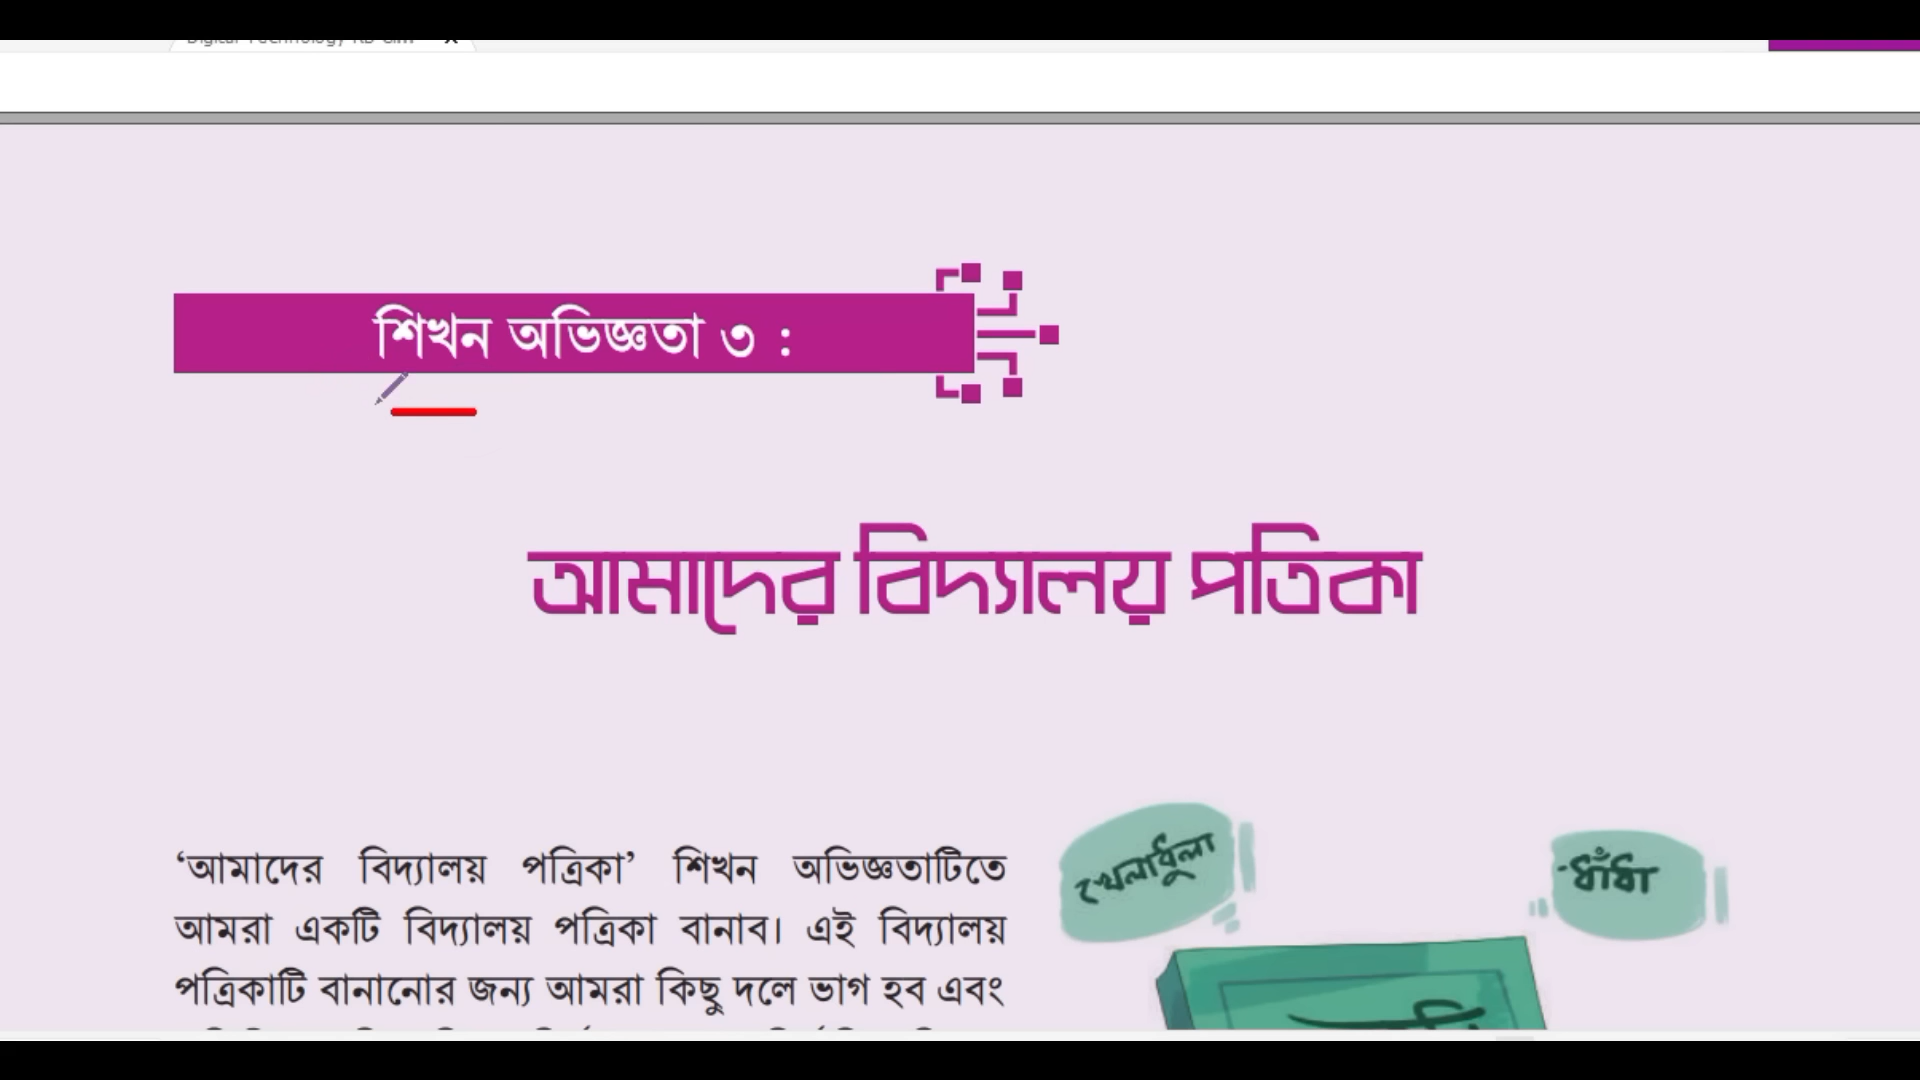 শিখন অভিজ্ঞতা ৩ :
আমাদের বিদ্যালয় পত্রিকা
‘আমাদের বিদ্যালয় পত্রিকা’ শিখন অভিজ্ঞতাটিতে
আমরা একটি বিদ্যালয় পত্রিকা বানাব। এই বিদ্যালয়
পত্রিকাটি বানানোর জন্য আমরা কিছু দলে ভাগ হব এবং
খেলাধুলা
ধাঁধা